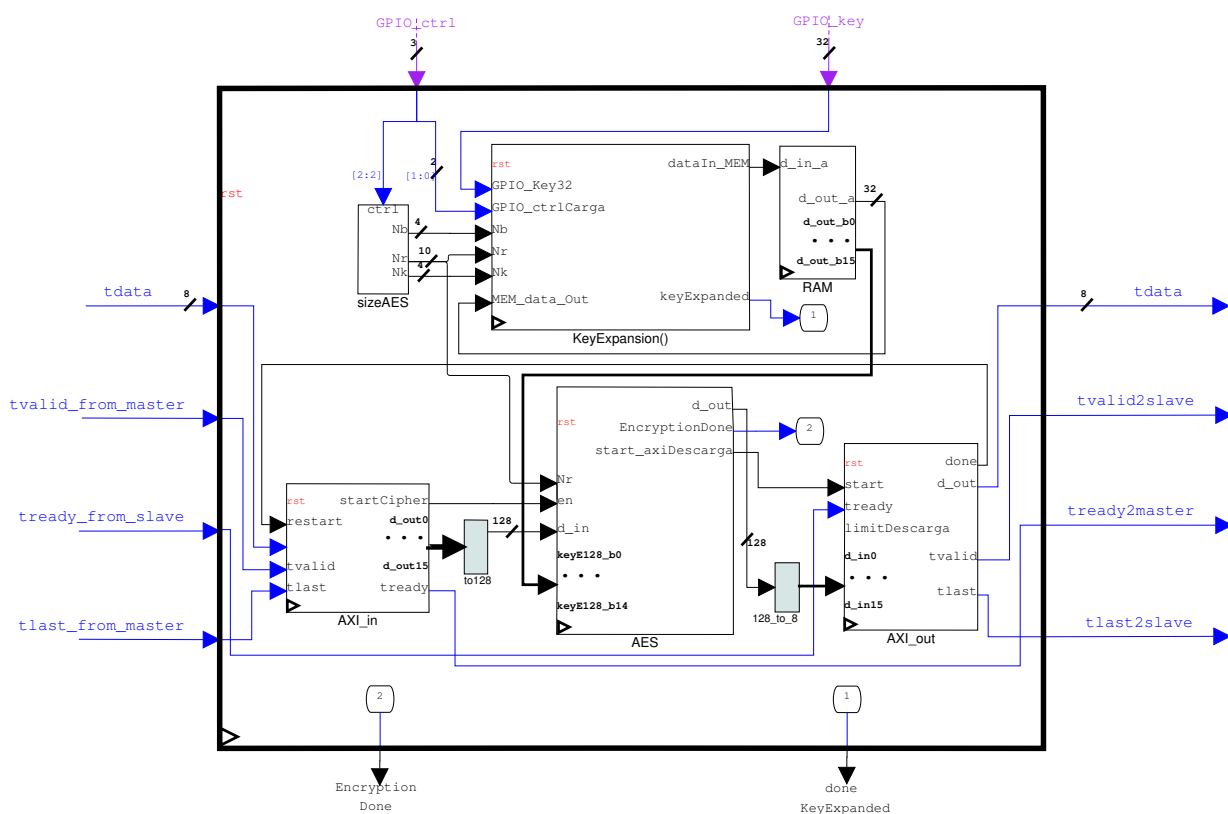 GPIO_ctrl
GPIO_key
3
32
rst
[2:2]
[1:0]
2
ctrl
Nb
Nr
Nk
sizeAES
4
10
4
rst
GPIO_Key32
GPIO_ctrlCarga
Nb
Nr
Nk
MEM_data_Out
dataIn_MEM
keyExpanded
KeyExpansion()
1
d_in_a
d_out_a
d_out_b0
. . .
d_out_b15
RAM
32
tdata
8
tvalid_from_master
tready_from_slave
tlast_from_master
rst
restart
tvalid
tlast
startCipher
d_out0
. . .
d_out15
tready
AXI_in
to128
128
rst
Nr
en
d_in
keyE128_b0
. . .
keyE128_b14
d_out
EncryptionDone
start_axiDescarga
AES
2
128
128_to_8
rst
start
tready
limitDescarga
d_in0
. . .
d_in15
done
d_out
tvalid
tlast
AXI_out
8
tdata
tvalid2slave
tready2master
tlast2slave
2
Encryption
Done
1
done
KeyExpanded